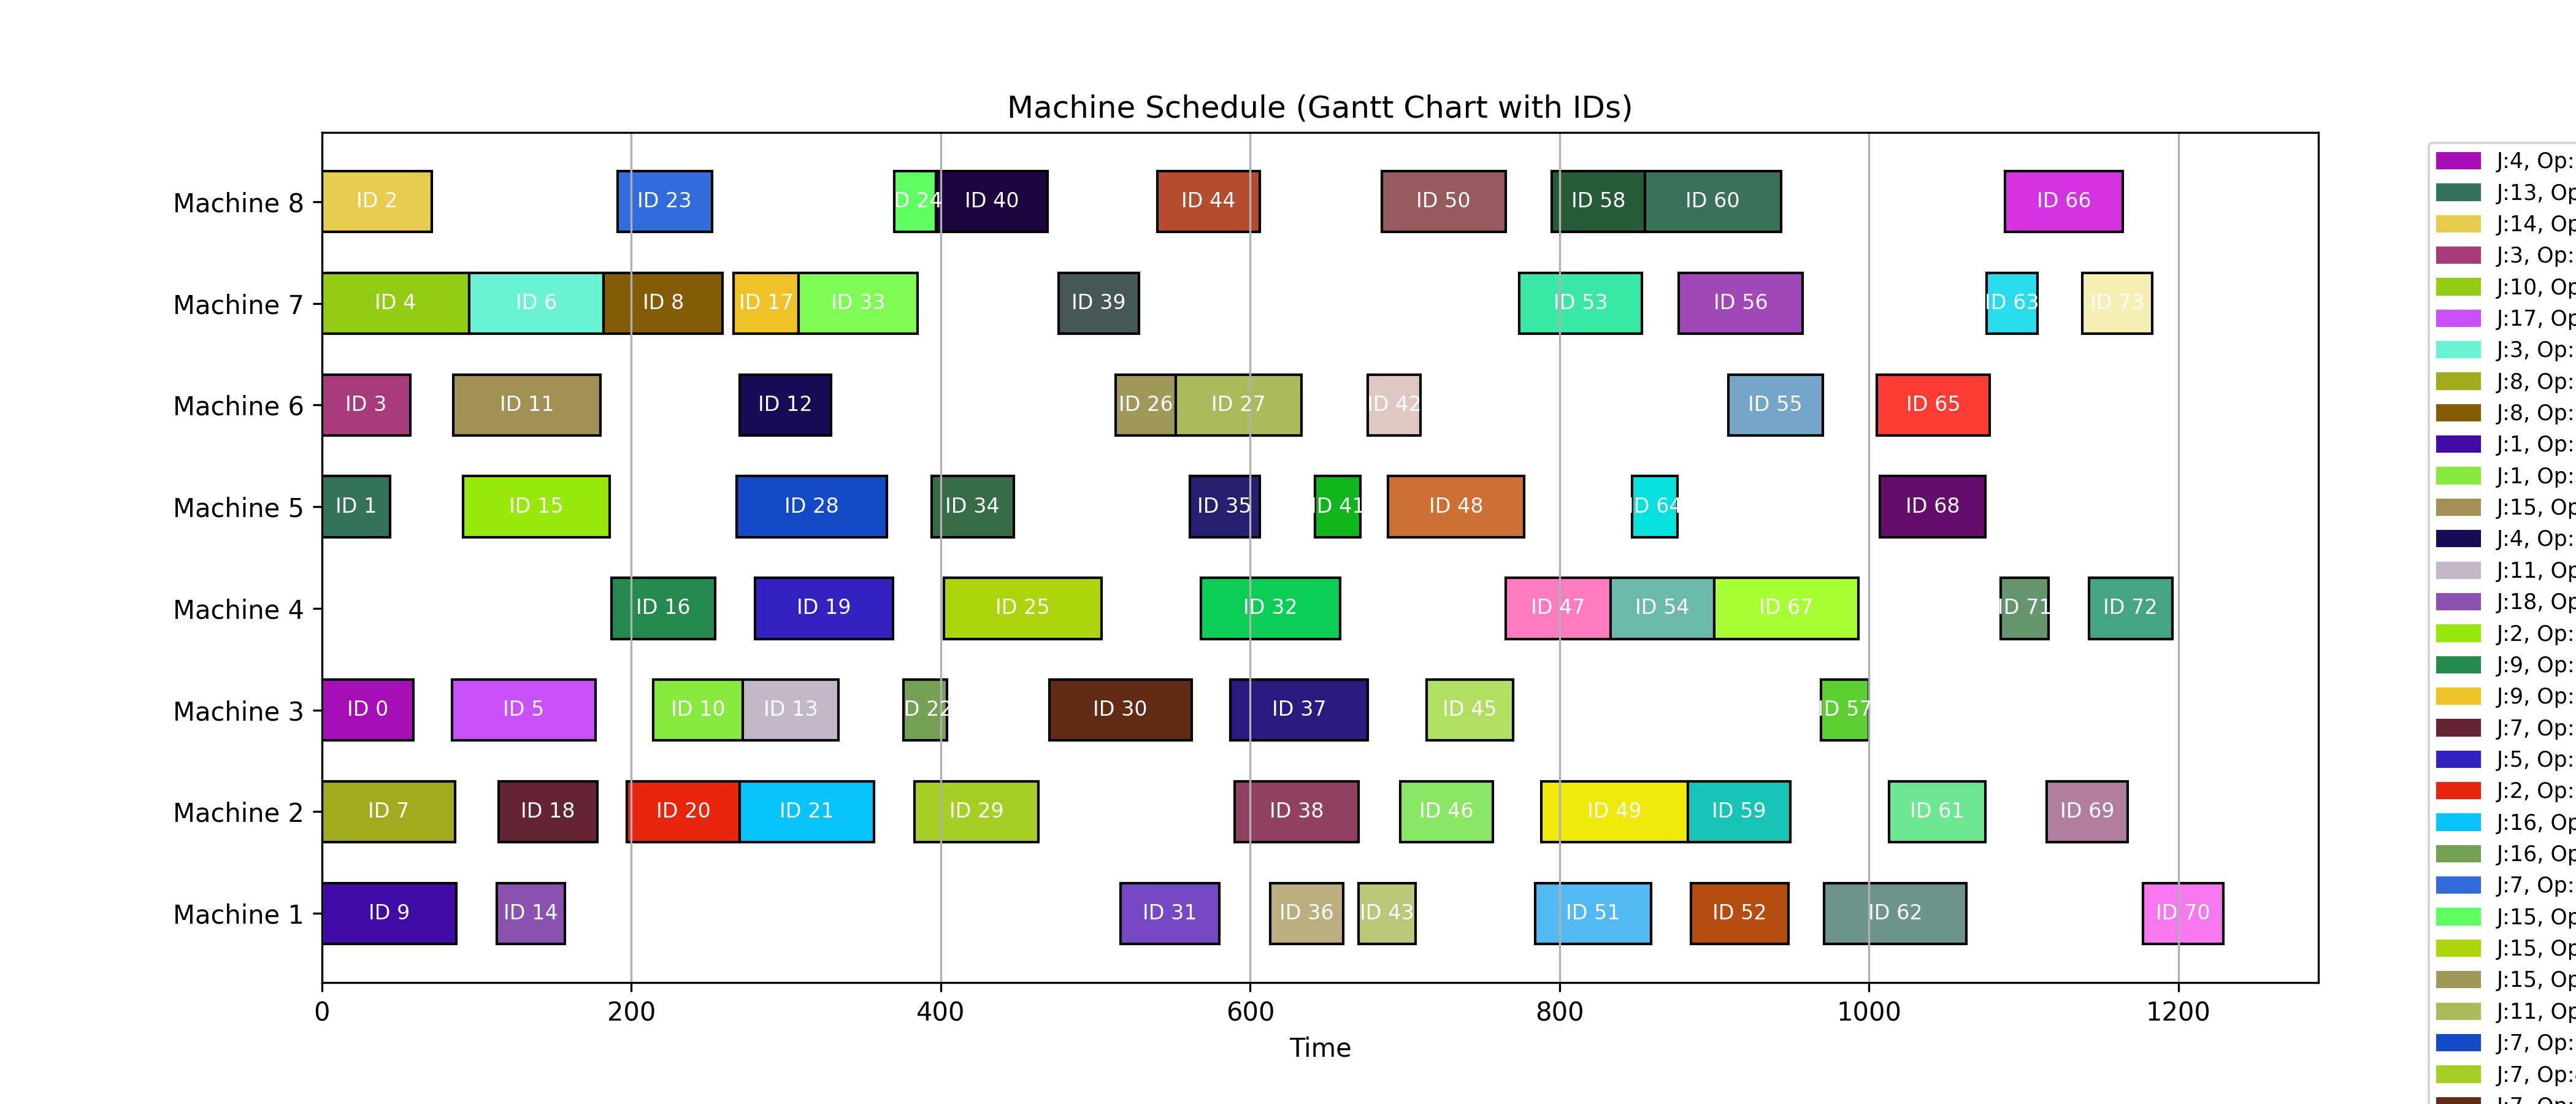 Machine Schedule (Gantt Chart with IDs)
Machine 8
ID 2
ID 23
ID 24
ID 40
ID 44
ID 50
ID 58
ID 60
ID 66
Machine 7
ID 4
ID 6
ID 8
ID 17
ID 33
ID 39
ID 53
ID 56
ID 63
ID 73
Machine 6
ID 3
ID 11
ID 12
ID 26
ID 27
ID 42
ID 55
ID 65
Machine 5
ID 1
ID 15
ID 28
ID 34
ID 35
ID 41
ID 48
ID 64
ID 68
Machine 4
ID 16
ID 19
ID 25
ID 32
ID 47
ID 54
ID 67
ID 71
ID 72
Machine 3
ID 0
ID 5
ID 10
ID 13
ID 22
ID 30
ID 37
ID 45
ID 57
Machine 2
ID 7
ID 18
ID 20
ID 21
ID 29
ID 38
ID 46
ID 49
ID 59
ID 61
ID 69
Machine 1
ID 9
ID 14
ID 31
ID 36
ID 43
ID 51
ID 52
ID 62
ID 70
0
200
400
600
800
1000
1200
Time
J:4, Op:
J:13, Op
J:14, Op
J:3, Op:
J:10, Op
J:17, Op
J:3, Op:
J:8, Op:
J:8, Op:
J:1, Op:
J:1, Op:
J:15, Op
J:4, Op:
J:11, Op
J:18, Op
J:2, Op:
J:9, Op:
J:9, Op:
J:7, Op:
J:5, Op:
J:2, Op:
J:16, Op
J:16, Op
J:7, Op:
J:15, Op
J:15, Op
J:15, Op
J:11, Op
J:7, Op:
J:7, Op: